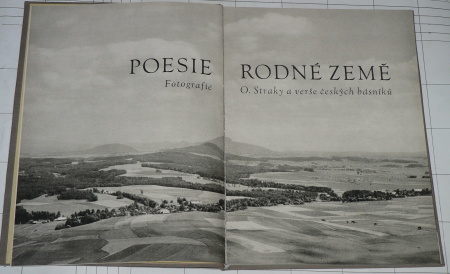 POESIE RODNÉ ZEMĚ
Fotografie O. Straky a verše českých básníků